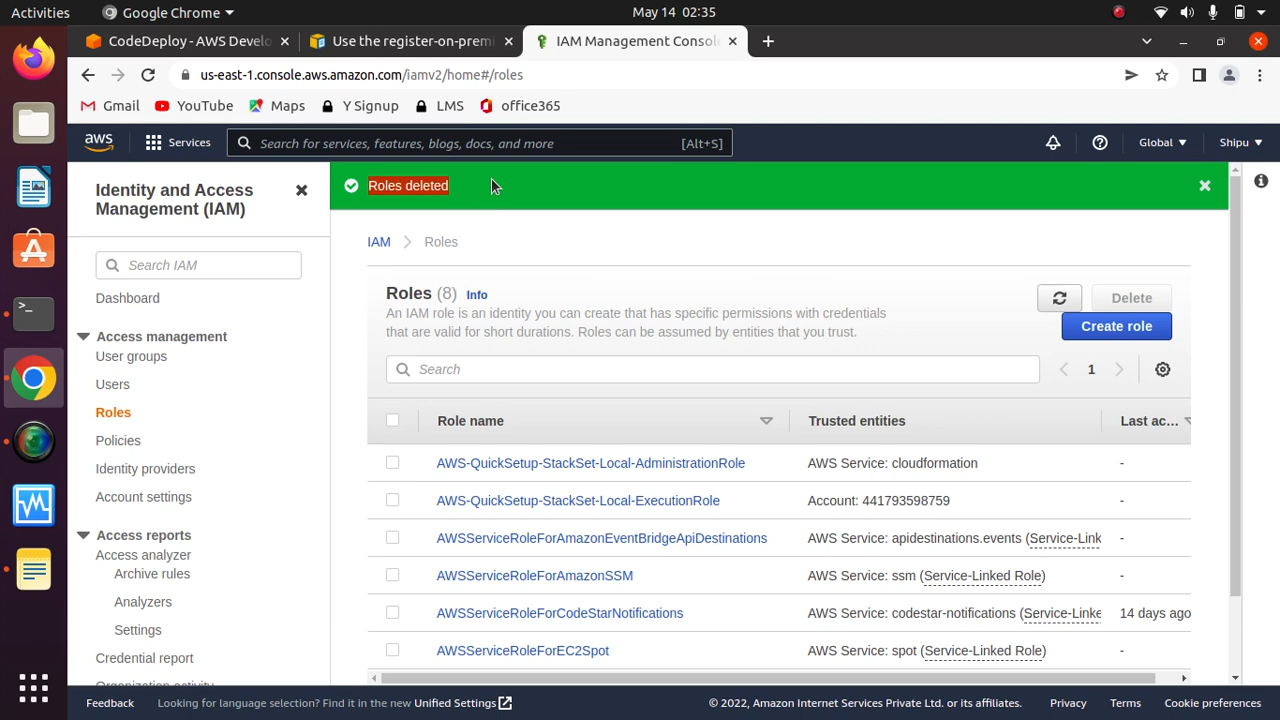 Activities
Google Chrome
May 14 02:35
CodeDeploy - AWS Develo
Use the register-on-premi
IAM Management Consol
us-east-1.console.aws.amazon.com/iamv2/home#/roles
Gmail
YouTube
Maps
Y Signup
LMS
office365
aws
Services
Search for services, features, blogs, docs, and more
[Alt+S]
Global
Shipu
Identity and Access
Management (IAM)
Search IAM
Dashboard
Access management
User groups
Users
Roles
Policies
Identity providers
Account settings
Access reports
Access analyzer
Archive rules
Analyzers
Settings
Credential report
Organization activity
Roles deleted
IAM
Roles
Roles (8) Info
An IAM role is an identity you can create that has specific permissions with credentials
that are valid for short durations. Roles can be assumed by entities that you trust.
Delete
Create role
Search
1
Role name
Trusted entities
Last ac...
AWS-QuickSetup-StackSet-Local-AdministrationRole
AWS Service: cloudformation
-
AWS-QuickSetup-StackSet-Local-ExecutionRole
Account: 441793598759
-
AWSServiceRoleForAmazonEventBridgeApiDestinations
AWS Service: apidestinations.events (Service-Link
-
AWSServiceRoleForAmazonSSM
AWS Service: ssm (Service-Linked Role)
-
AWSServiceRoleForCodeStarNotifications
AWS Service: codestar-notifications (Service-Linke
14 days ago
AWSServiceRoleForEC2Spot
AWS Service: spot (Service-Linked Role)
-
Feedback
Looking for language selection? Find it in the new Unified Settings
© 2022, Amazon Internet Services Private Ltd. or its affiliates.
Privacy
Terms
Cookie preferences